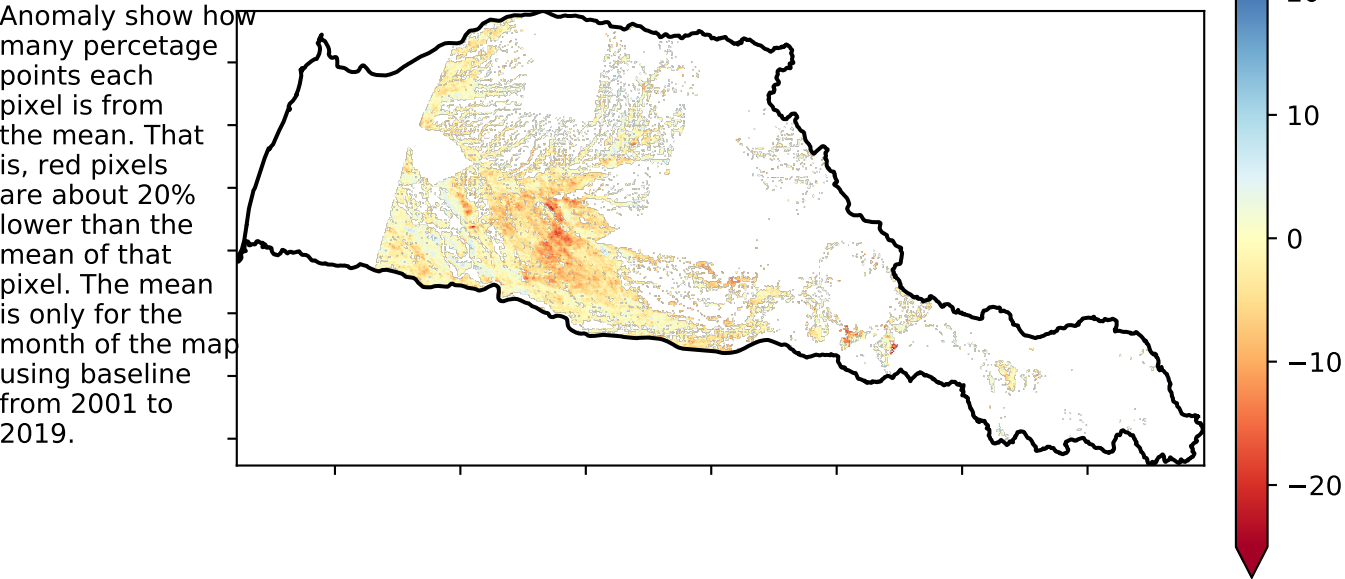 Anomaly show how
many percetage
points each
pixel is from
the mean. That
is, red pixels
are about 20%
lower than the
mean of that
pixel. The mean
is only for the
month of the map
using baseline
from 2001 to
2019.
10
0
−10
−20